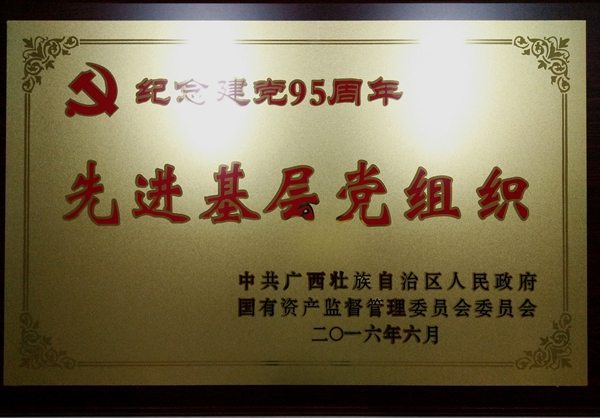 纪念建党95周年
先进基层党组织
中共广西壮族自治区人民政府
国有资产监督管理委员会委员会
二〇一六年六月